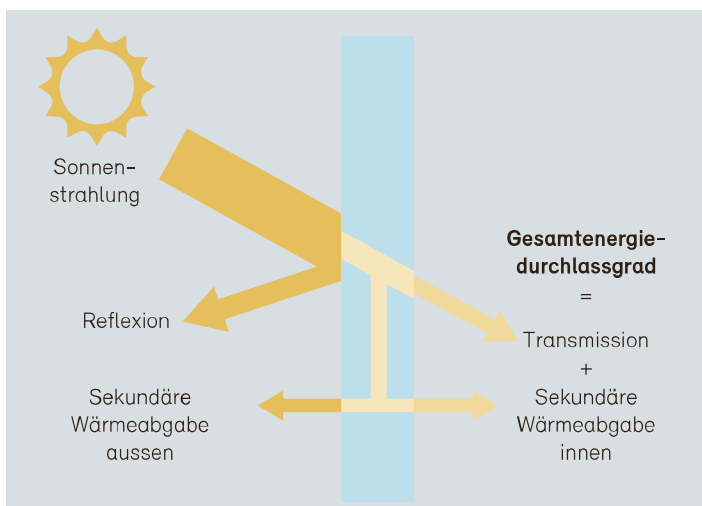 Sonnen-
strahlung
Reflexion
Sekundäre
Wärmeabgabe
aussen
Gesamtenergie-
durchlassgrad
=
Transmission
+
Sekundäre
Wärmeabgabe
innen